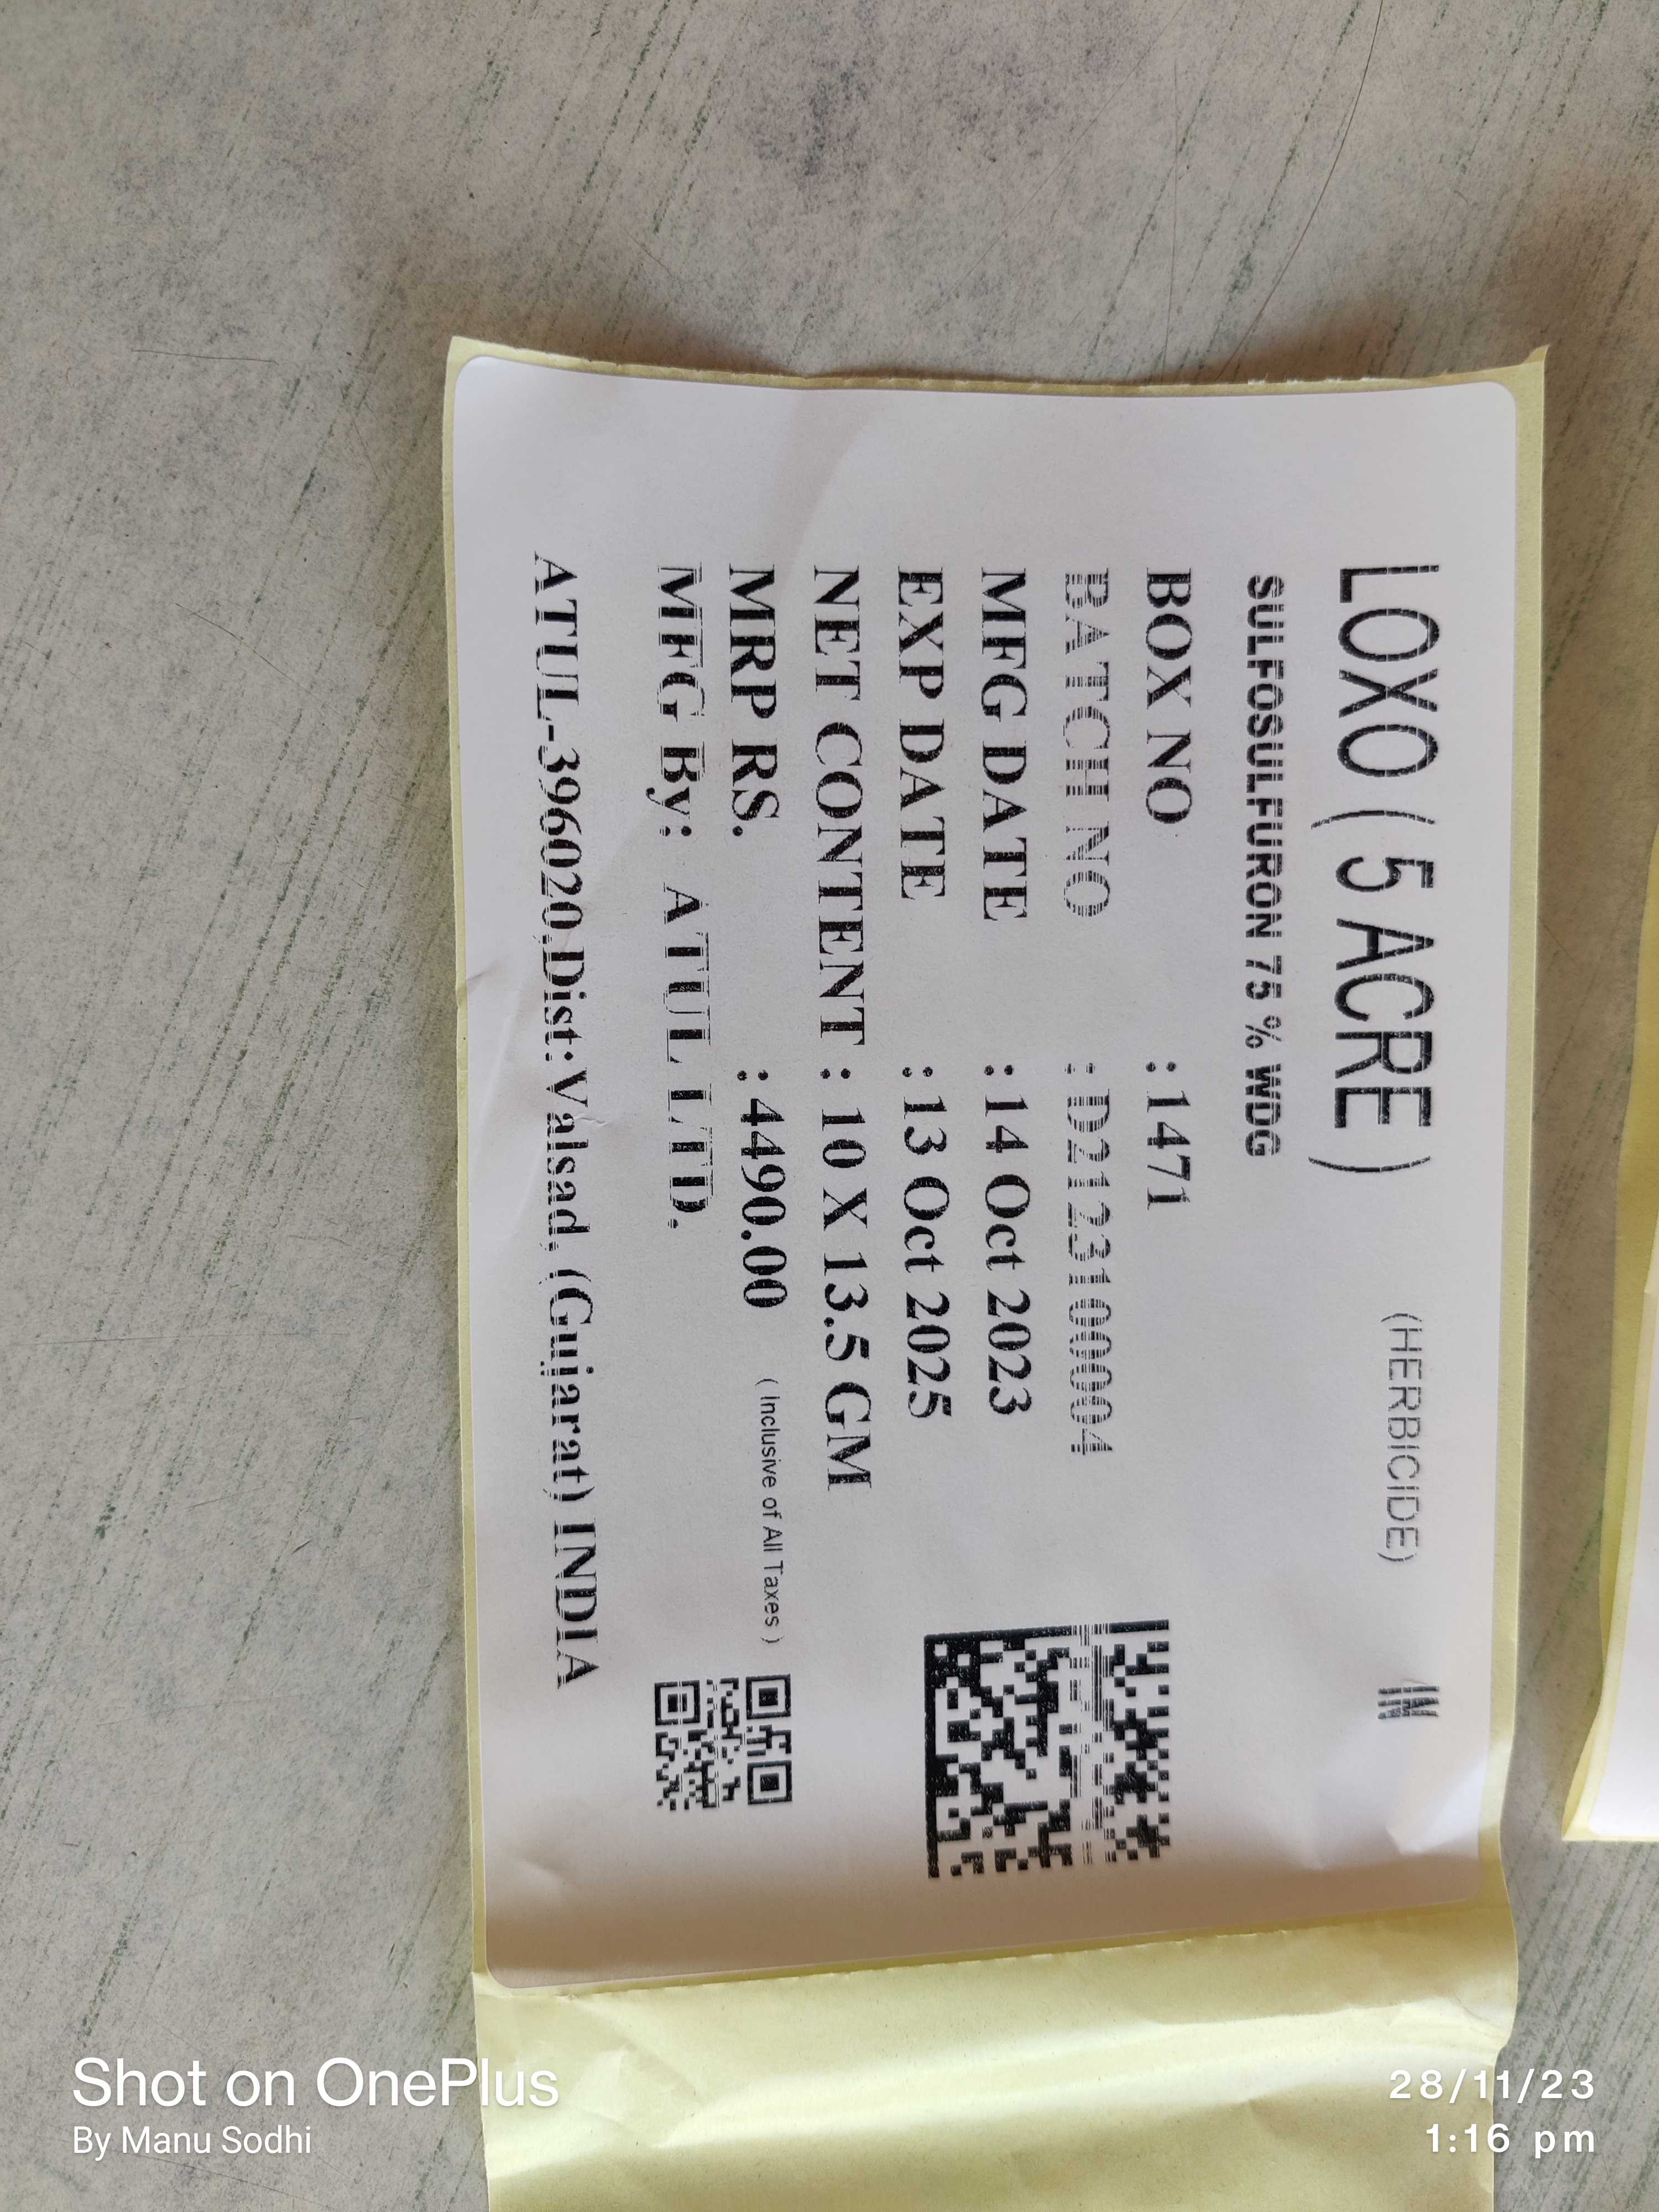 LOXO ( 5 ACRE ) (HERBICIDE) IN
SULFOSULFURON 75 % WDG
BOX NO : 1471
BATCH NO : D2123100004
MFG DATE : 14 Oct 2023
EXP DATE : 13 Oct 2025
NET CONTENT : 10 X 13.5 GM
MRP RS. : 4490.00 ( Inclusive of All Taxes )
MFG By: ATUL LTD.
ATUL-396020,Dist:Valsad, (Gujarat) INDIA
Shot on OnePlus
By Manu Sodhi
28/11/23
1:16 pm